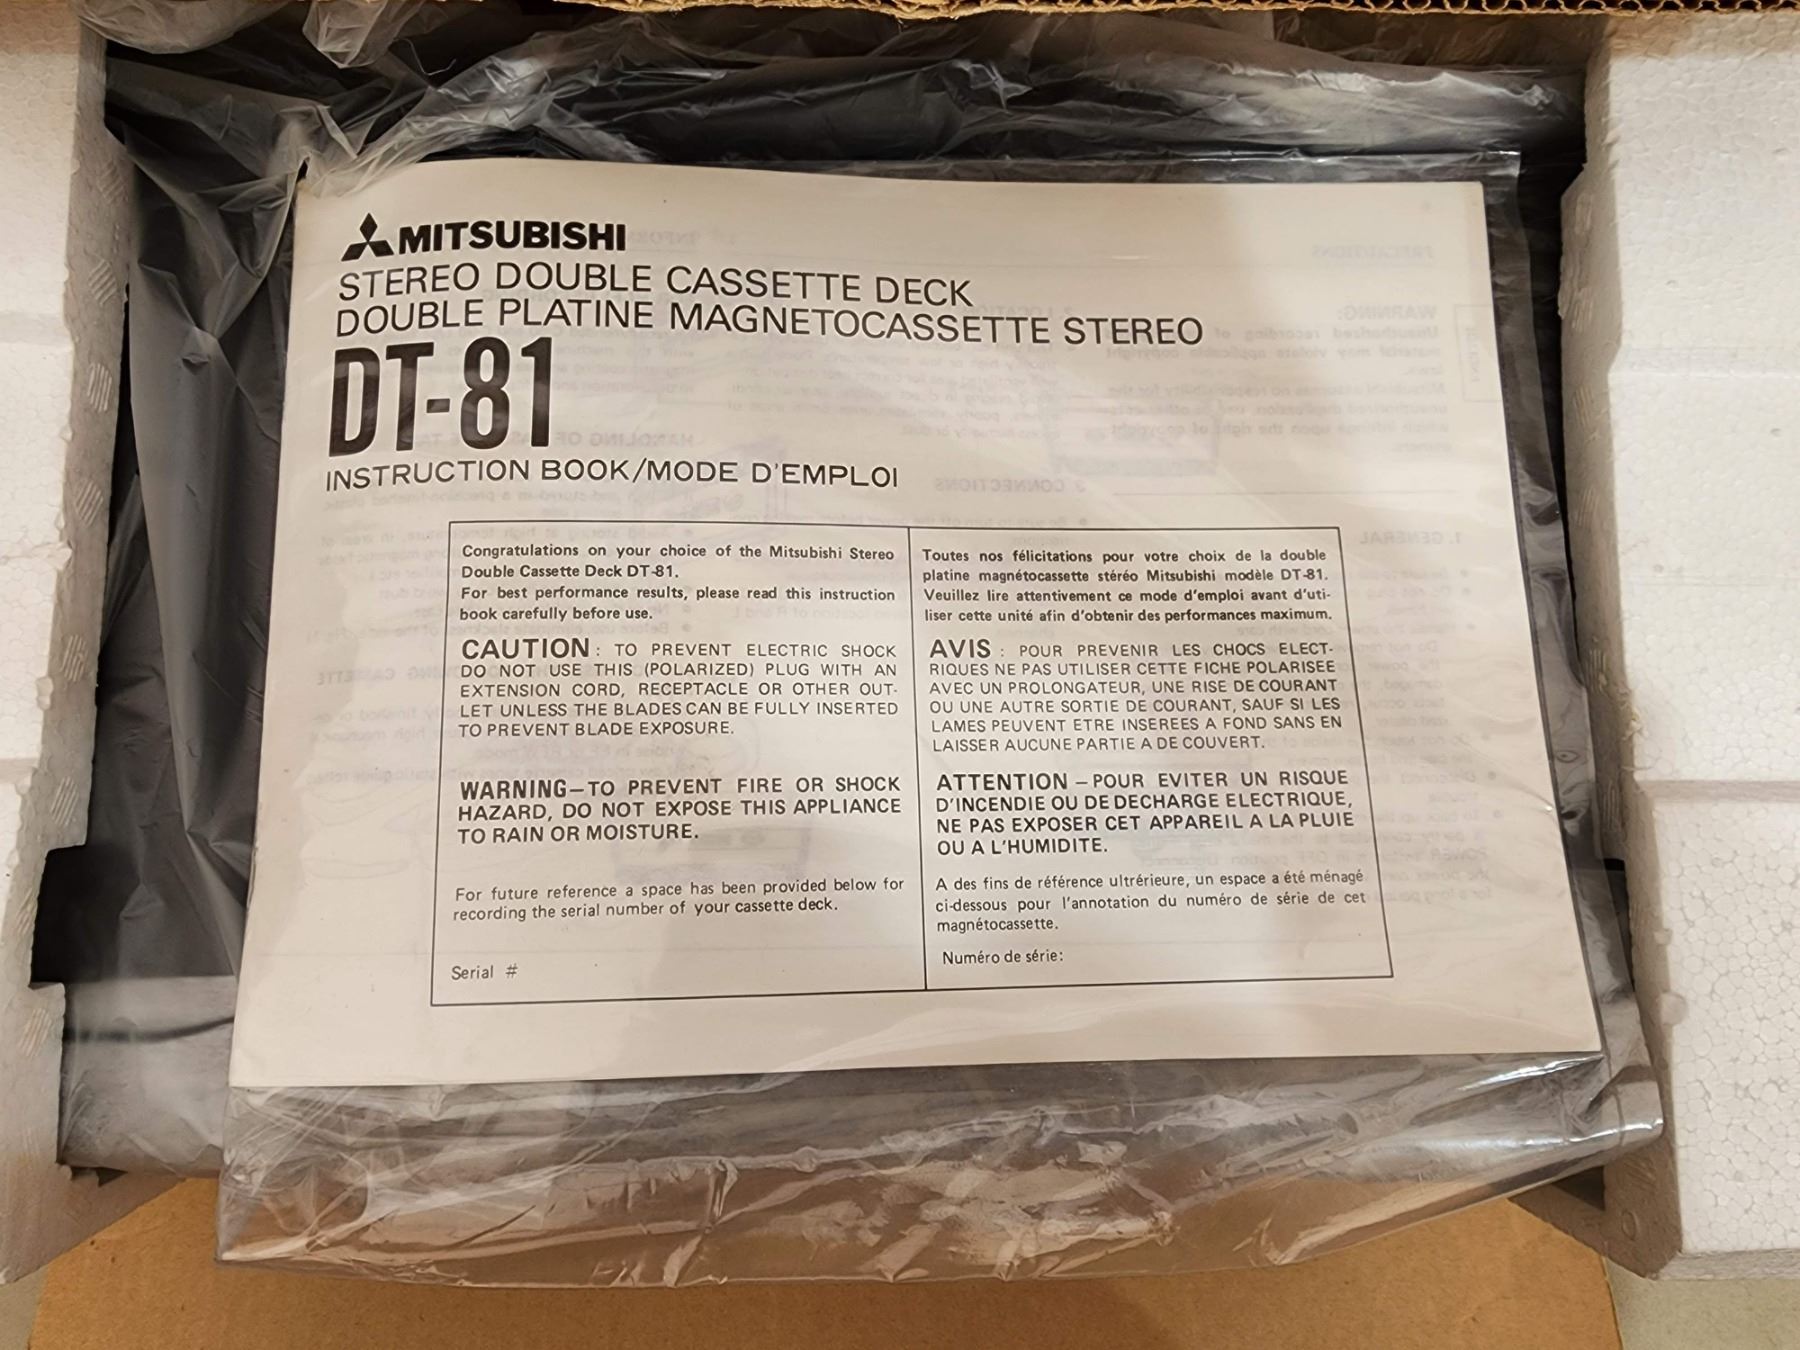 MITSUBISHI
STEREO DOUBLE CASSETTE DECK
DOUBLE PLATINE MAGNETOCASSETTE STEREO
DT-81
INSTRUCTION BOOK/MODE D'EMPLOI
Congratulations on your choice of the Mitsubishi Stereo
Double Cassette Deck DT-81.
For best performance results, please read this instruction
book carefully before use.
CAUTION : TO PREVENT ELECTRIC SHOCK
DO NOT USE THIS (POLARIZED) PLUG WITH AN
EXTENSION CORD, RECEPTACLE OR OTHER OUT-
LET UNLESS THE BLADES CAN BE FULLY INSERTED
TO PREVENT BLADE EXPOSURE.
WARNING–TO PREVENT FIRE OR SHOCK
HAZARD, DO NOT EXPOSE THIS APPLIANCE
TO RAIN OR MOISTURE.
For future reference a space has been provided below for
recording the serial number of your cassette deck.
Serial #
Toutes nos félicitations pour votre choix de la double
platine magnétocassette stéréo Mitsubishi modèle DT-81.
Veuillez lire attentivement ce mode d'emploi avant d'uti-
liser cette unité afin d'obtenir des performances maximum.
AVIS : POUR PREVENIR LES CHOCS ELECT-
RIQUES NE PAS UTILISER CETTE FICHE POLARISEE
AVEC UN PROLONGATEUR, UNE RISE DE COURANT
OU UNE AUTRE SORTIE DE COURANT, SAUF SI LES
LAMES PEUVENT ETRE INSEREES A FOND SANS EN
LAISSER AUCUNE PARTIE A DE COUVERT.
ATTENTION – POUR EVITER UN RISQUE
D'INCENDIE OU DE DECHARGE ELECTRIQUE,
NE PAS EXPOSER CET APPAREIL A LA PLUIE
OU A L'HUMIDITE.
A des fins de référence ultrérieure, un espace a été ménagé
ci-dessous pour l'annotation du numéro de série de cet
magnétocassette.
Numéro de série: